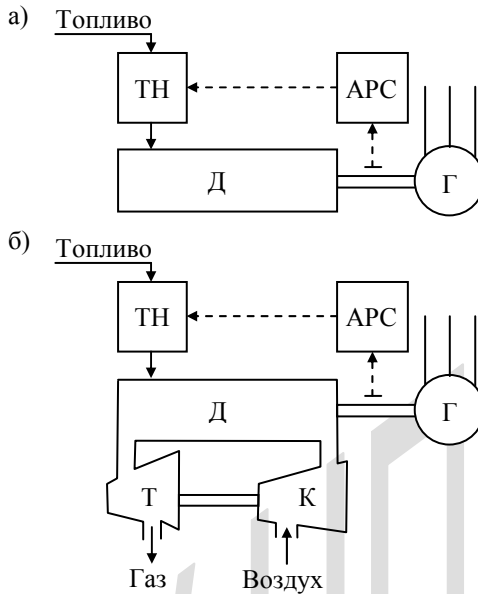 а)
Топливо
ТН
АРС
Д
Г
б)
Топливо
ТН
АРС
Д
Г
Т
К
Газ
Воздух